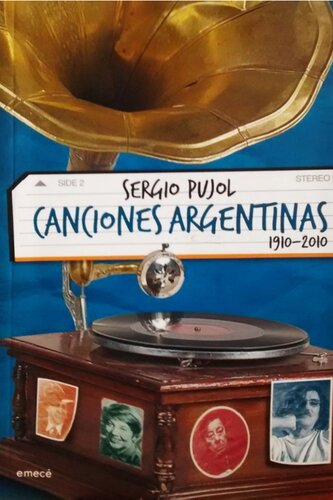 SIDE 2
STEREO
SERGIO PUJOL
CANCIONES ARGENTINAS
1910-2010
emecé